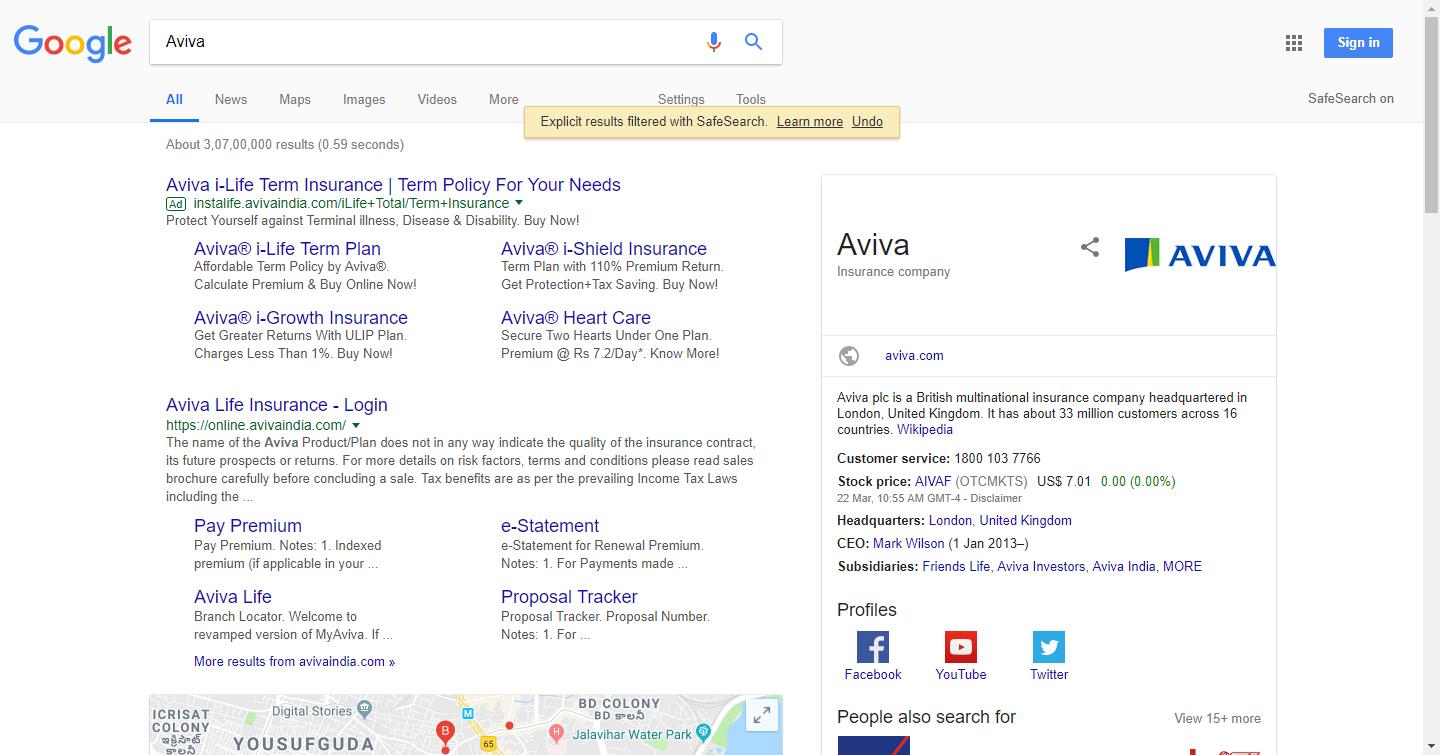 Google
Aviva
Sign in
All News Maps Images Videos More Settings Tools
SafeSearch on
Explicit results filtered with SafeSearch. Learn more Undo
About 3,07,00,000 results (0.59 seconds)
Aviva i-Life Term Insurance | Term Policy For Your Needs
Ad instalife.avivaindia.com/iLife+Total/Term+Insurance
Protect Yourself against Terminal illness, Disease & Disability. Buy Now!
Aviva® i-Life Term Plan
Affordable Term Policy by Aviva®.
Calculate Premium & Buy Online Now!
Aviva® i-Shield Insurance
Term Plan with 110% Premium Return.
Get Protection+Tax Saving. Buy Now!
Aviva® i-Growth Insurance
Get Greater Returns With ULIP Plan.
Charges Less Than 1%. Buy Now!
Aviva® Heart Care
Secure Two Hearts Under One Plan.
Premium @ Rs 7.2/Day*. Know More!
Aviva Life Insurance - Login
https://online.avivaindia.com/
The name of the Aviva Product/Plan does not in any way indicate the quality of the insurance contract,
its future prospects or returns. For more details on risk factors, terms and conditions please read sales
brochure carefully before concluding a sale. Tax benefits are as per the prevailing Income Tax Laws
including the ...
Pay Premium
Pay Premium. Notes: 1. Indexed
premium (if applicable in your ...
e-Statement
e-Statement for Renewal Premium.
Notes: 1. For Payments made ...
Aviva Life
Branch Locator. Welcome to
revamped version of MyAviva. If ...
Proposal Tracker
Proposal Tracker. Proposal Number.
Notes: 1. For ...
More results from avivaindia.com »
ICRISAT
COLONY
ఇక్రిసాట్
Digital Stories
YOUSUFGUDA
M
B
65
H
BD COLONY
BD కాలనీ
Jalavihar Water Park
Aviva
Insurance company
AVIVA
aviva.com
Aviva plc is a British multinational insurance company headquartered in
London, United Kingdom. It has about 33 million customers across 16
countries. Wikipedia
Customer service: 1800 103 7766
Stock price: AIVAF (OTCMKTS) US$ 7.01 0.00 (0.00%)
22 Mar, 10:55 AM GMT-4 - Disclaimer
Headquarters: London, United Kingdom
CEO: Mark Wilson (1 Jan 2013–)
Subsidiaries: Friends Life, Aviva Investors, Aviva India, MORE
Profiles
Facebook YouTube Twitter
People also search for
View 15+ more